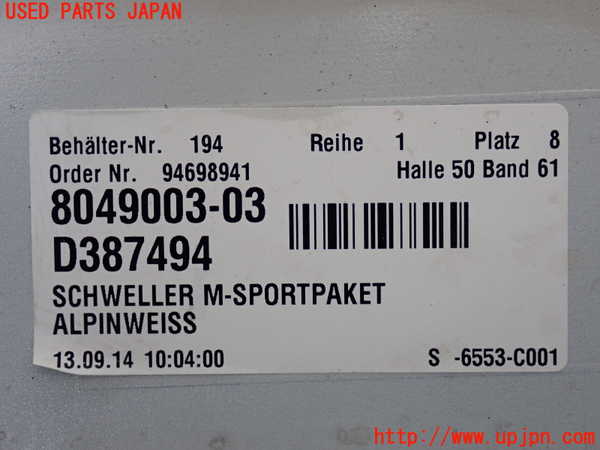 USED PARTS JAPAN
Behälter-Nr. 194 Reihe 1 Platz 8
Order Nr. 94698941 Halle 50 Band 61
8049003-03
D387494
SCHWELLER M-SPORTPAKET
ALPINWEISS
13.09.14 10:04:00 S -6553-C001
http://www.upjpn.com/